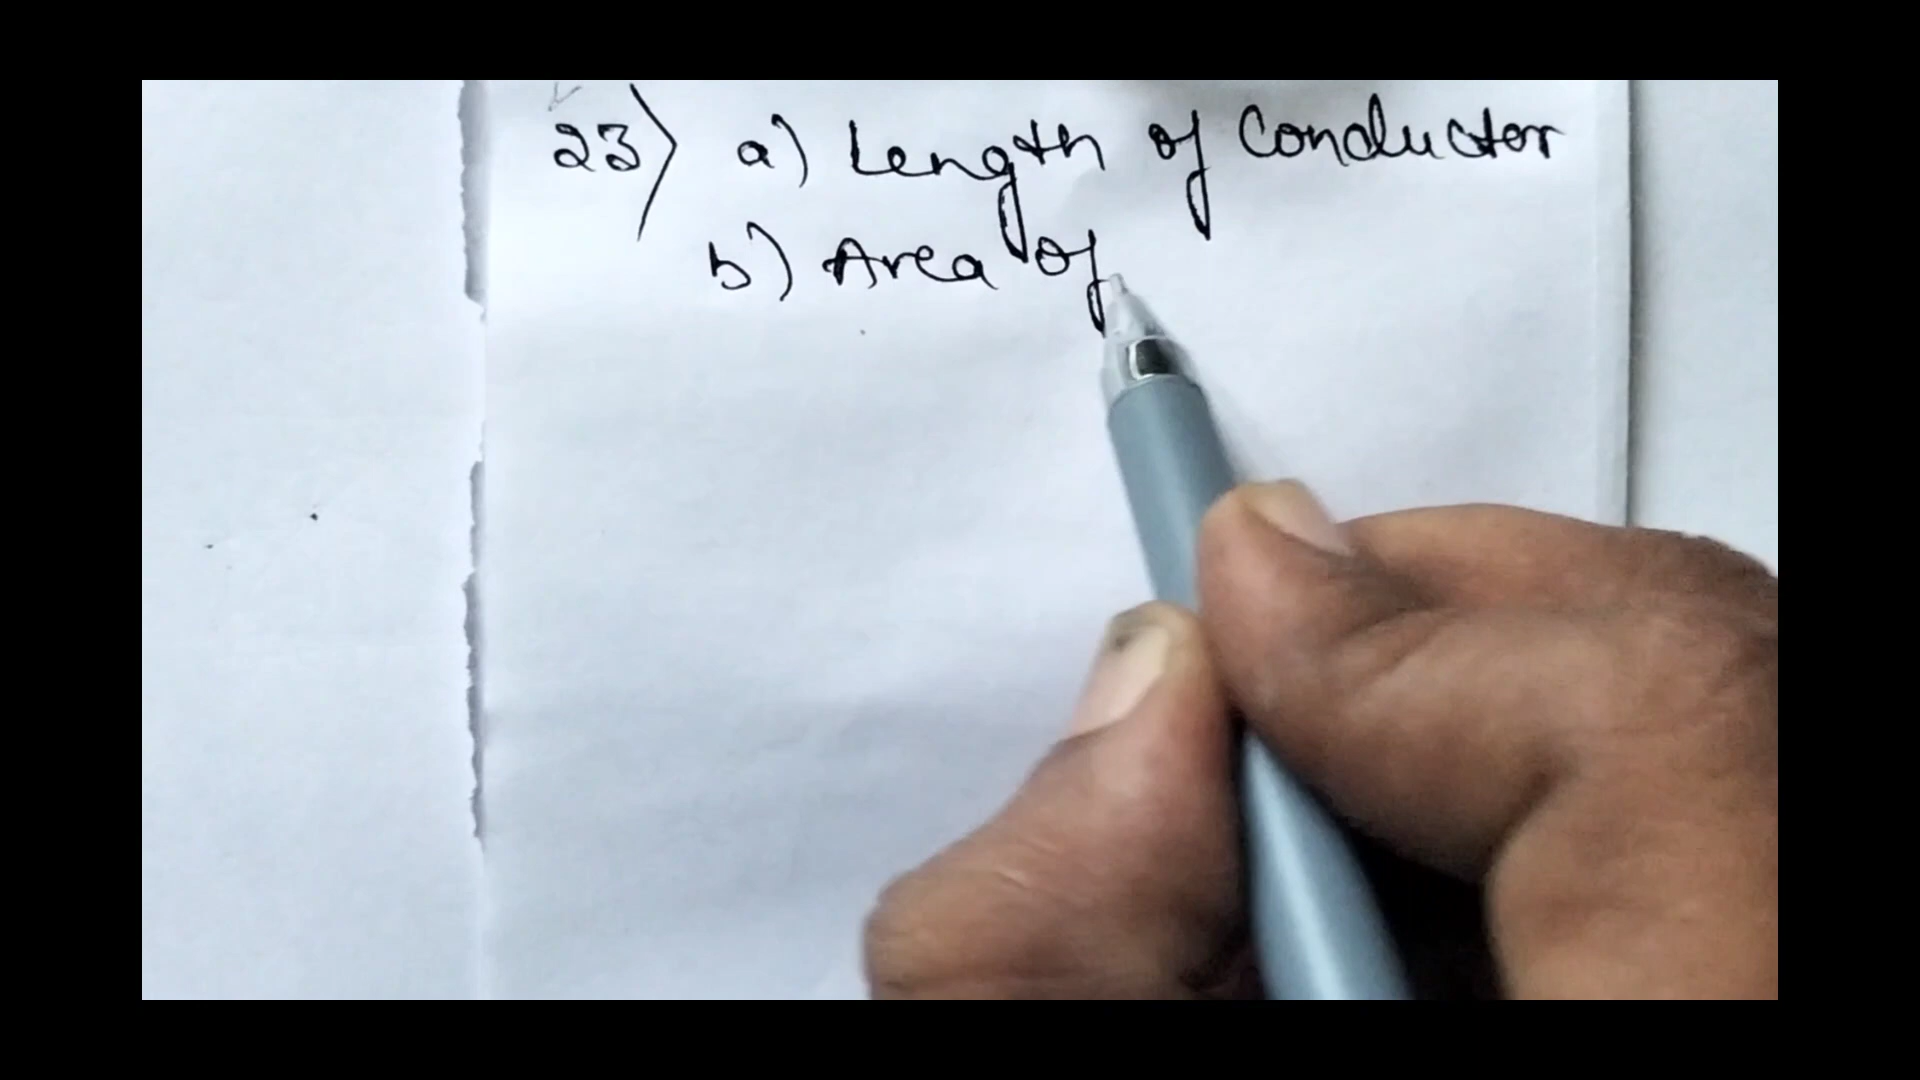 23) a) Length of Conductor
b) Area of